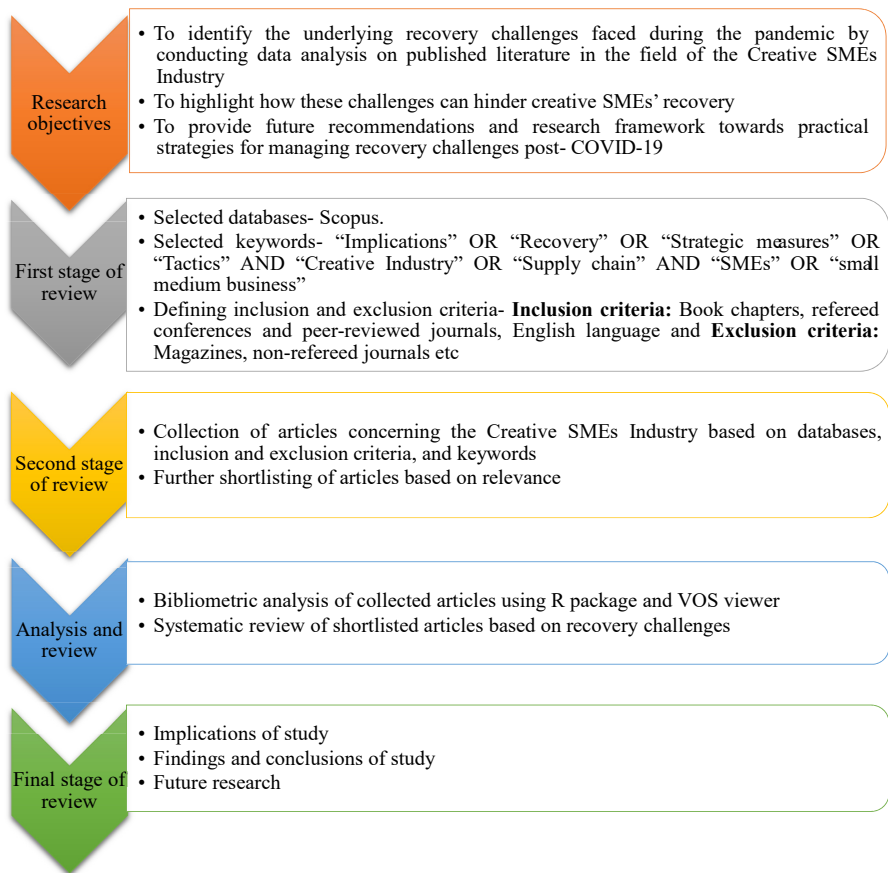 Research
objectives
• To identify the underlying recovery challenges faced during the pandemic by
conducting data analysis on published literature in the field of the Creative SMEs
Industry
• To highlight how these challenges can hinder creative SMEs' recovery
• To provide future recommendations and research framework towards practical
strategies for managing recovery challenges post- COVID-19
First stage of
review
• Selected databases- Scopus.
• Selected keywords- “Implications” OR “Recovery” OR “Strategic measures” OR
“Tactics” AND “Creative Industry” OR “Supply chain” AND “SMEs” OR “small
medium business”
• Defining inclusion and exclusion criteria- Inclusion criteria: Book chapters, refereed
conferences and peer-reviewed journals, English language and Exclusion criteria:
Magazines, non-refereed journals etc
Second stage
of review
• Collection of articles concerning the Creative SMEs Industry based on databases,
inclusion and exclusion criteria, and keywords
• Further shortlisting of articles based on relevance
Analysis and
review
• Bibliometric analysis of collected articles using R package and VOS viewer
• Systematic review of shortlisted articles based on recovery challenges
Final stage of
review
• Implications of study
• Findings and conclusions of study
• Future research